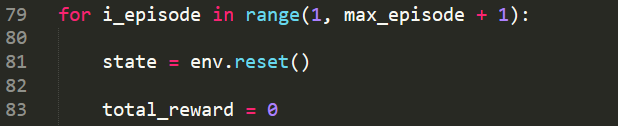 79 for i_episode in range(1, max_episode + 1):
80
81     state = env.reset()
82
83     total_reward = 0